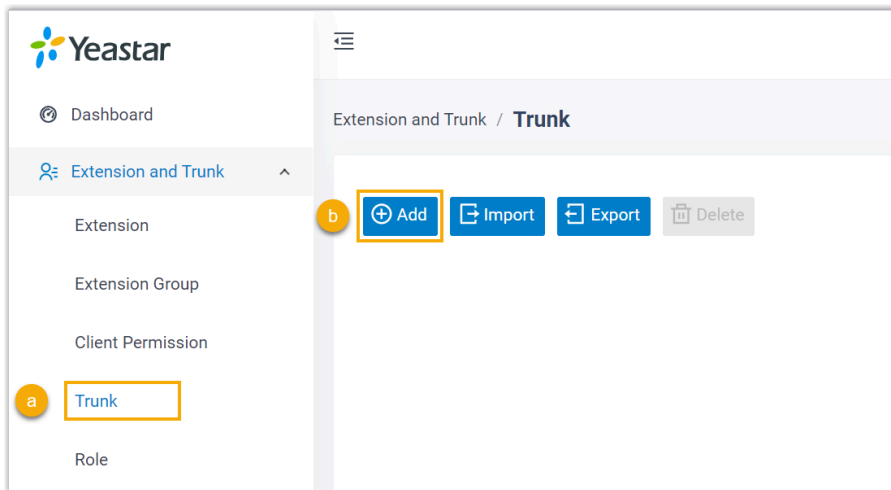 Yeastar
Dashboard
Extension and Trunk
Extension
Extension Group
Client Permission
a
Trunk
Role
Extension and Trunk / Trunk
b
Add
Import
Export
Delete